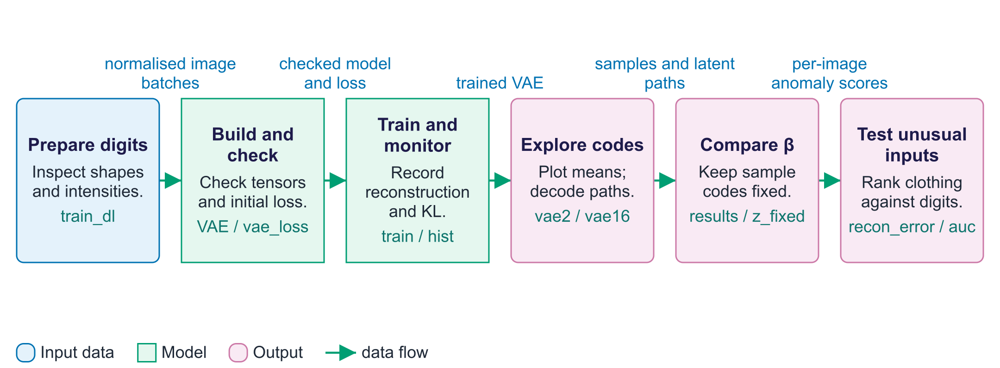 normalised image
batches
checked model
and loss
trained VAE
samples and latent
paths
per-image
anomaly scores
Prepare digits
Inspect shapes
and intensities.
train_dl
Build and
check
Check tensors
and initial loss.
VAE / vae_loss
Train and
monitor
Record
reconstruction
and KL.
train / hist
Explore codes
Plot means;
decode paths.
vae2 / vae16
Compare β
Keep sample
codes fixed.
results / z_fixed
Test unusual
inputs
Rank clothing
against digits.
recon_error / auc
Input data
Model
Output
data flow